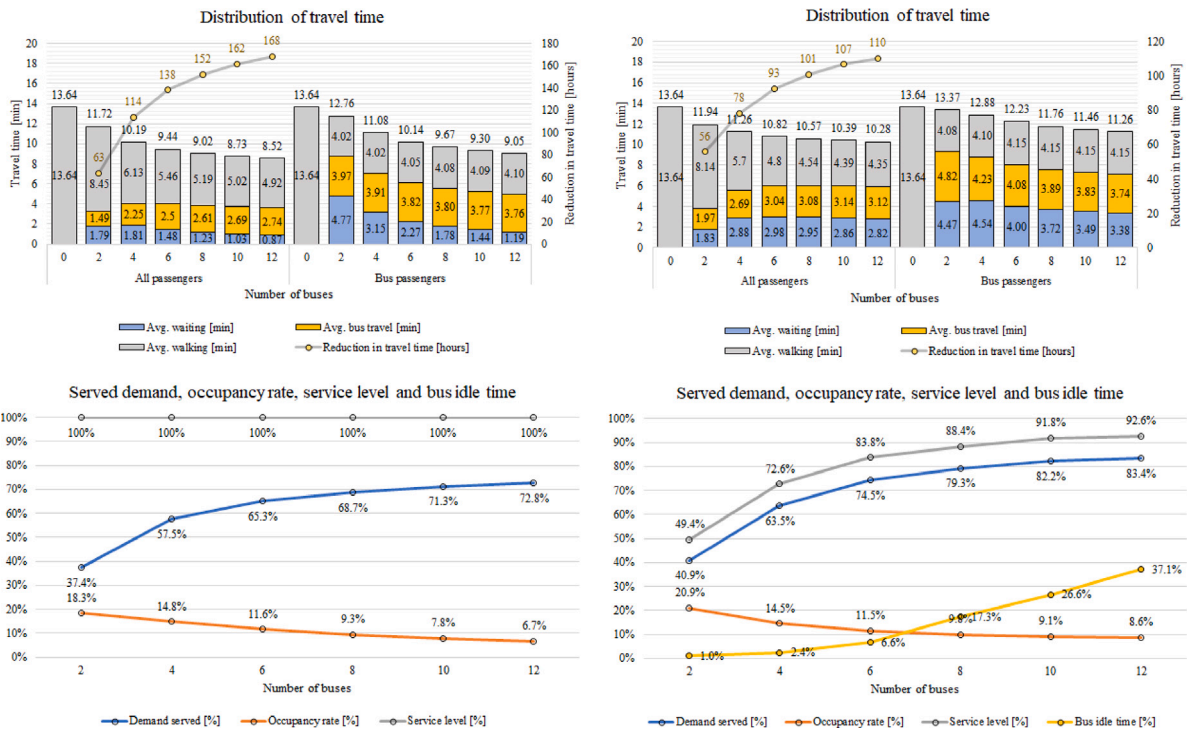 Distribution of travel time
Travel time [min]
Reduction in travel time [hours]
20 18 16 14 12 10 8 6 4 2 0
180 160 140 120 100 80 60 40 20 0
63 114 138 152 162 168
13.64 11.72 10.19 9.44 9.02 8.73 8.52 13.64 12.76 11.08 10.14 9.67 9.30 9.05
13.64 8.45 6.13 5.46 5.19 5.02 4.92 13.64 4.02 4.02 4.05 4.08 4.09 4.10
1.49 2.25 2.5 2.61 2.69 2.74 3.97 3.91 3.82 3.80 3.77 3.76
1.79 1.81 1.48 1.23 1.03 0.87 4.77 3.15 2.27 1.78 1.44 1.19
0 2 4 6 8 10 12 0 2 4 6 8 10 12
All passengers Bus passengers
Number of buses
Avg. waiting [min] Avg. bus travel [min]
Avg. walking [min] Reduction in travel time [hours]
Distribution of travel time
Travel time [min]
Reduction in travel time [hours]
20 18 16 14 12 10 8 6 4 2 0
120 100 80 60 40 20 0
56 78 93 101 107 110
13.64 11.94 11.26 10.82 10.57 10.39 10.28 13.64 13.37 12.88 12.23 11.76 11.46 11.26
13.64 8.14 5.7 4.8 4.54 4.39 4.35 13.64 4.08 4.10 4.15 4.15 4.15 4.15
1.97 2.69 3.04 3.08 3.14 3.12 4.82 4.23 4.08 3.89 3.83 3.74
1.83 2.88 2.98 2.95 2.86 2.82 4.47 4.54 4.00 3.72 3.49 3.38
0 2 4 6 8 10 12 0 2 4 6 8 10 12
All passengers Bus passengers
Number of buses
Avg. waiting [min] Avg. bus travel [min]
Avg. walking [min] Reduction in travel time [hours]
Served demand, occupancy rate, service level and bus idle time
100% 90% 80% 70% 60% 50% 40% 30% 20% 10% 0%
100% 100% 100% 100% 100% 100%
37.4% 57.5% 65.3% 68.7% 71.3% 72.8%
18.3% 14.8% 11.6% 9.3% 7.8% 6.7%
2 4 6 8 10 12
Number of buses
Demand served [%] Occupancy rate [%] Service level [%]
Served demand, occupancy rate, service level and bus idle time
100% 90% 80% 70% 60% 50% 40% 30% 20% 10% 0%
49.4% 72.6% 83.8% 88.4% 91.8% 92.6%
40.9% 63.5% 74.5% 79.3% 82.2% 83.4%
20.9% 14.5% 11.5% 9.8% 9.1% 8.6%
1.0% 2.4% 6.6% 17.3% 26.6% 37.1%
2 4 6 8 10 12
Number of buses
Demand served [%] Occupancy rate [%] Service level [%] Bus idle time [%]